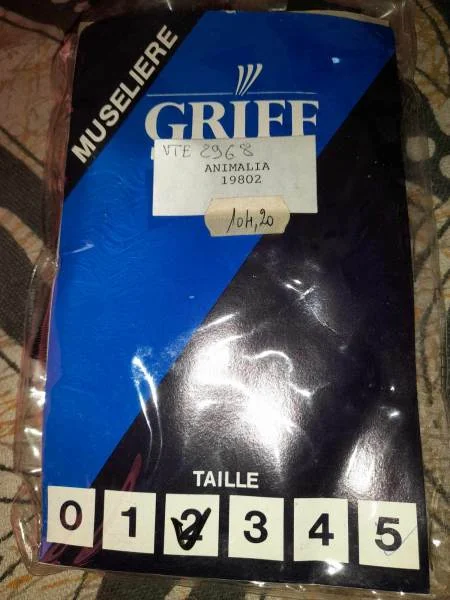 MUSELIERE
GRIFF
VTE 2968
ANIMALIA
19802
104,20
TAILLE
0 1 2 3 4 5